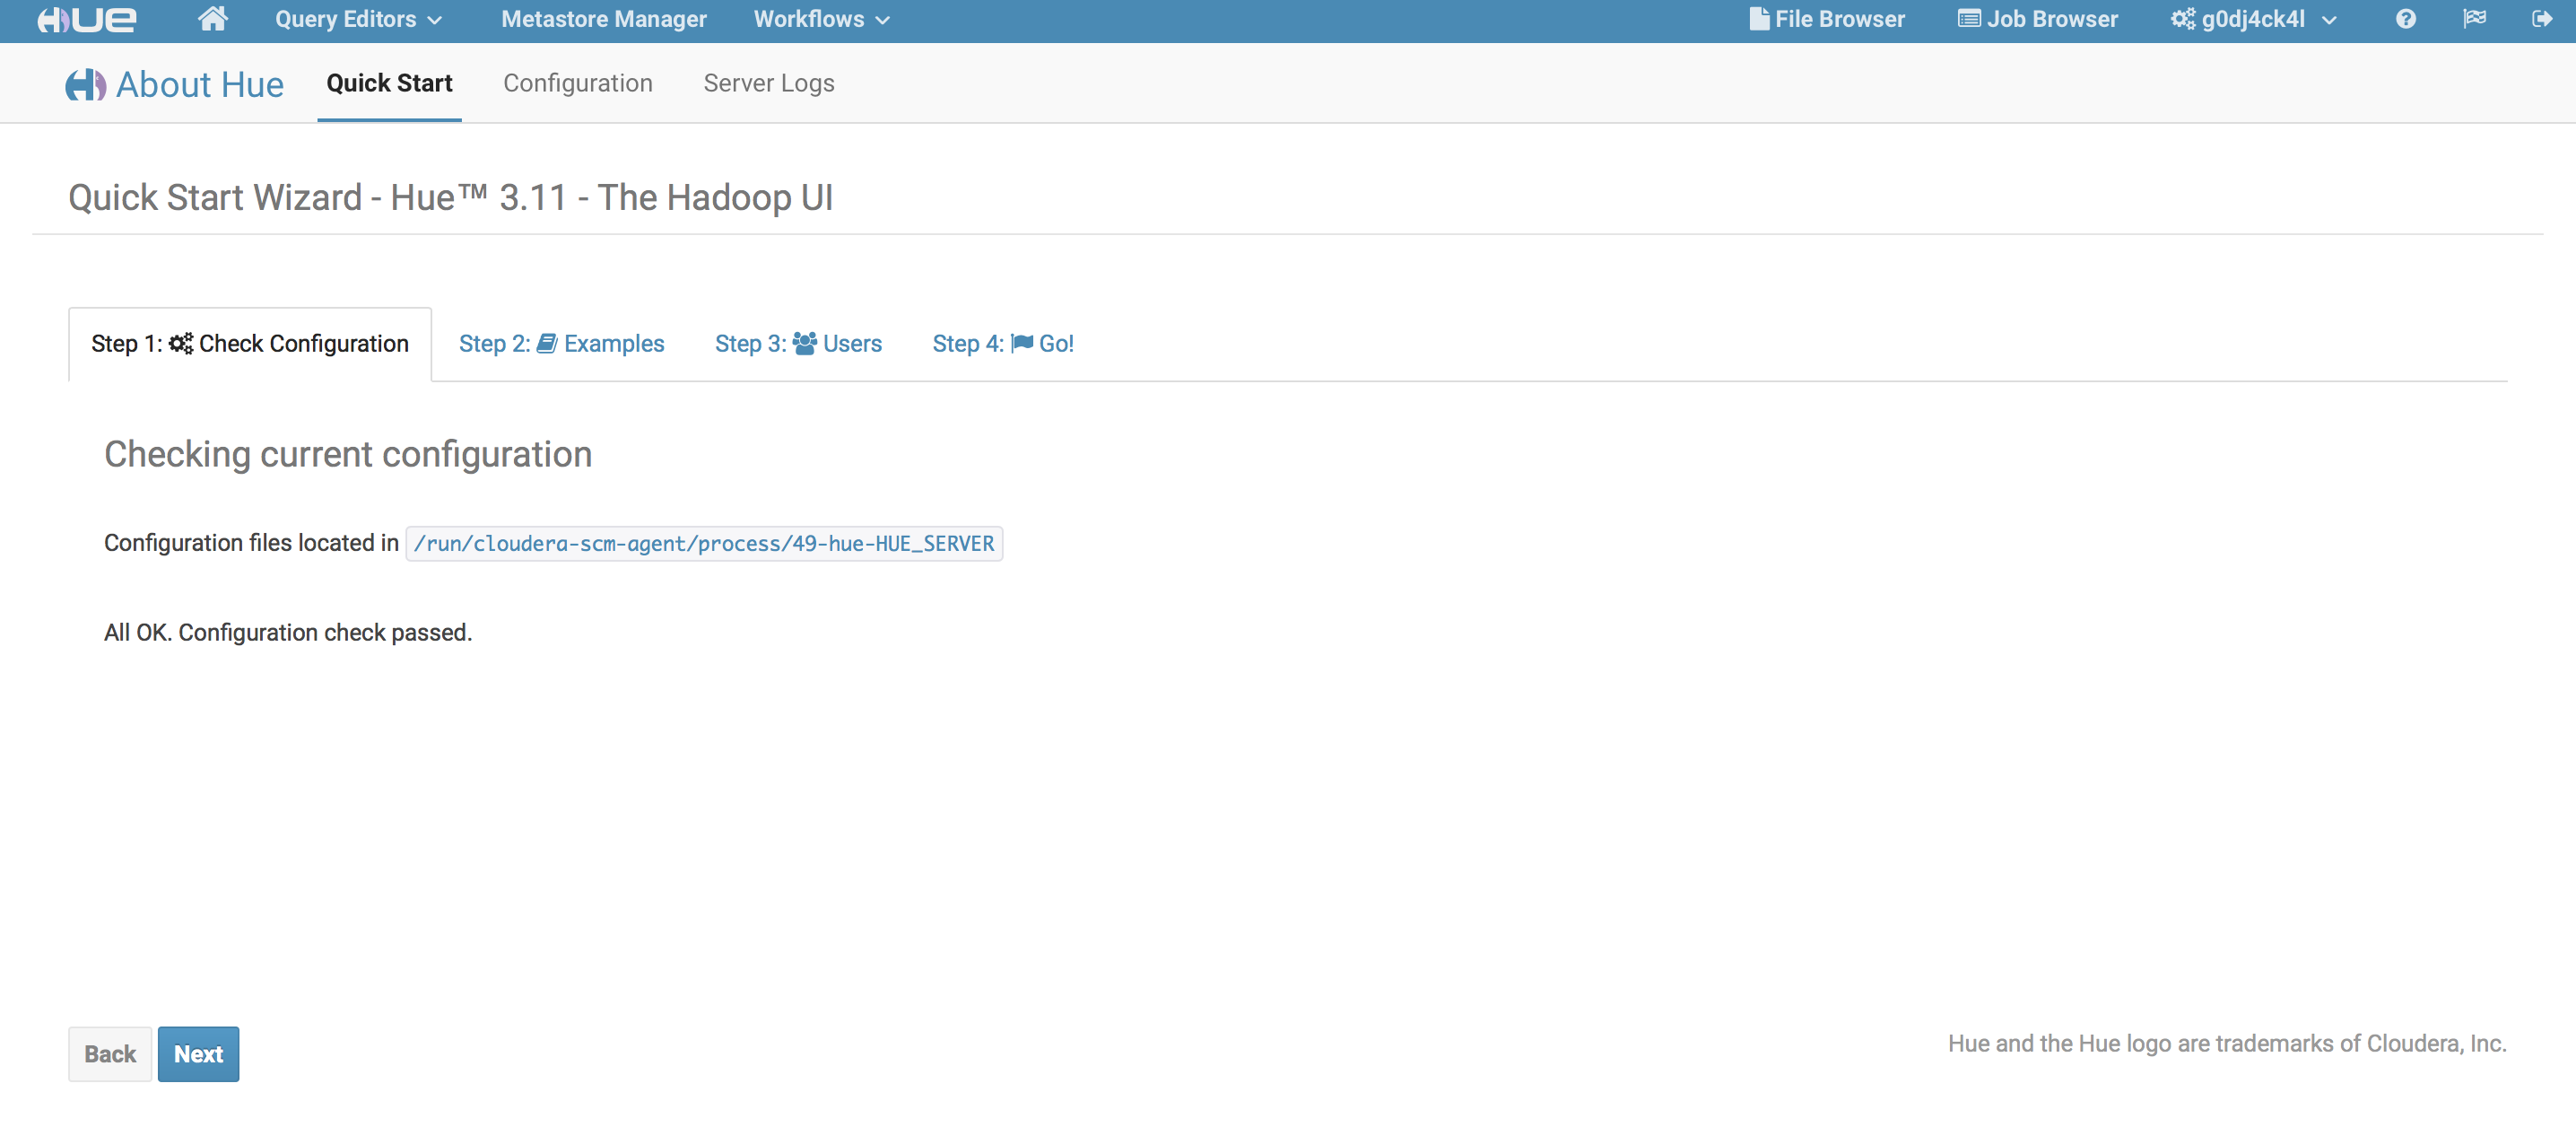 HUE Query Editors Metastore Manager Workflows File Browser Job Browser g0dj4ck4l
About Hue Quick Start Configuration Server Logs
Quick Start Wizard - Hue™ 3.11 - The Hadoop UI
Step 1: Check Configuration Step 2: Examples Step 3: Users Step 4: Go!
Checking current configuration
Configuration files located in /run/cloudera-scm-agent/process/49-hue-HUE_SERVER
All OK. Configuration check passed.
Back Next Hue and the Hue logo are trademarks of Cloudera, Inc.